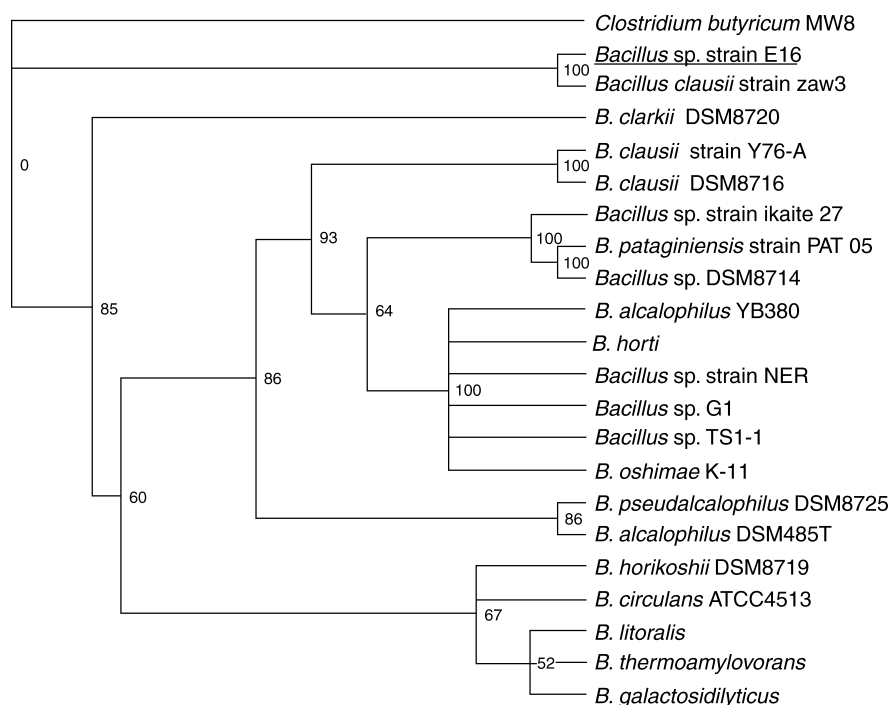 Clostridium butyricum MW8
Bacillus sp. strain E16
100
Bacillus clausii strain zaw3
B. clarkii DSM8720
0
B. clausii strain Y76-A
100
B. clausii DSM8716
Bacillus sp. strain ikaite 27
93
100
B. pataginiensis strain PAT 05
100
Bacillus sp. DSM8714
85
64
B. alcalophilus YB380
B. horti
86
Bacillus sp. strain NER
100
Bacillus sp. G1
Bacillus sp. TS1-1
B. oshimae K-11
60
B. pseudalcalophilus DSM8725
86
B. alcalophilus DSM485T
B. horikoshii DSM8719
B. circulans ATCC4513
67
B. litoralis
52
B. thermoamylovorans
B. galactosidilyticus